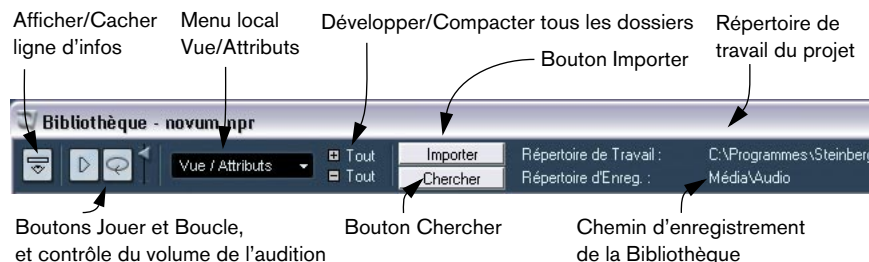 Afficher/Cacher
ligne d'infos
Menu local
Vue/Attributs
Développer/Compacter tous les dossiers
Bouton Importer
Répertoire de
travail du projet
Bibliothèque - novum.npr
Vue / Attributs
Tout
Tout
Importer
Chercher
Répertoire de Travail :
C:\Programmes\Steinberg
Répertoire d'Enreg. :
Média\Audio
Boutons Jouer et Boucle,
et contrôle du volume de l'audition
Bouton Chercher
Chemin d'enregistrement
de la Bibliothèque